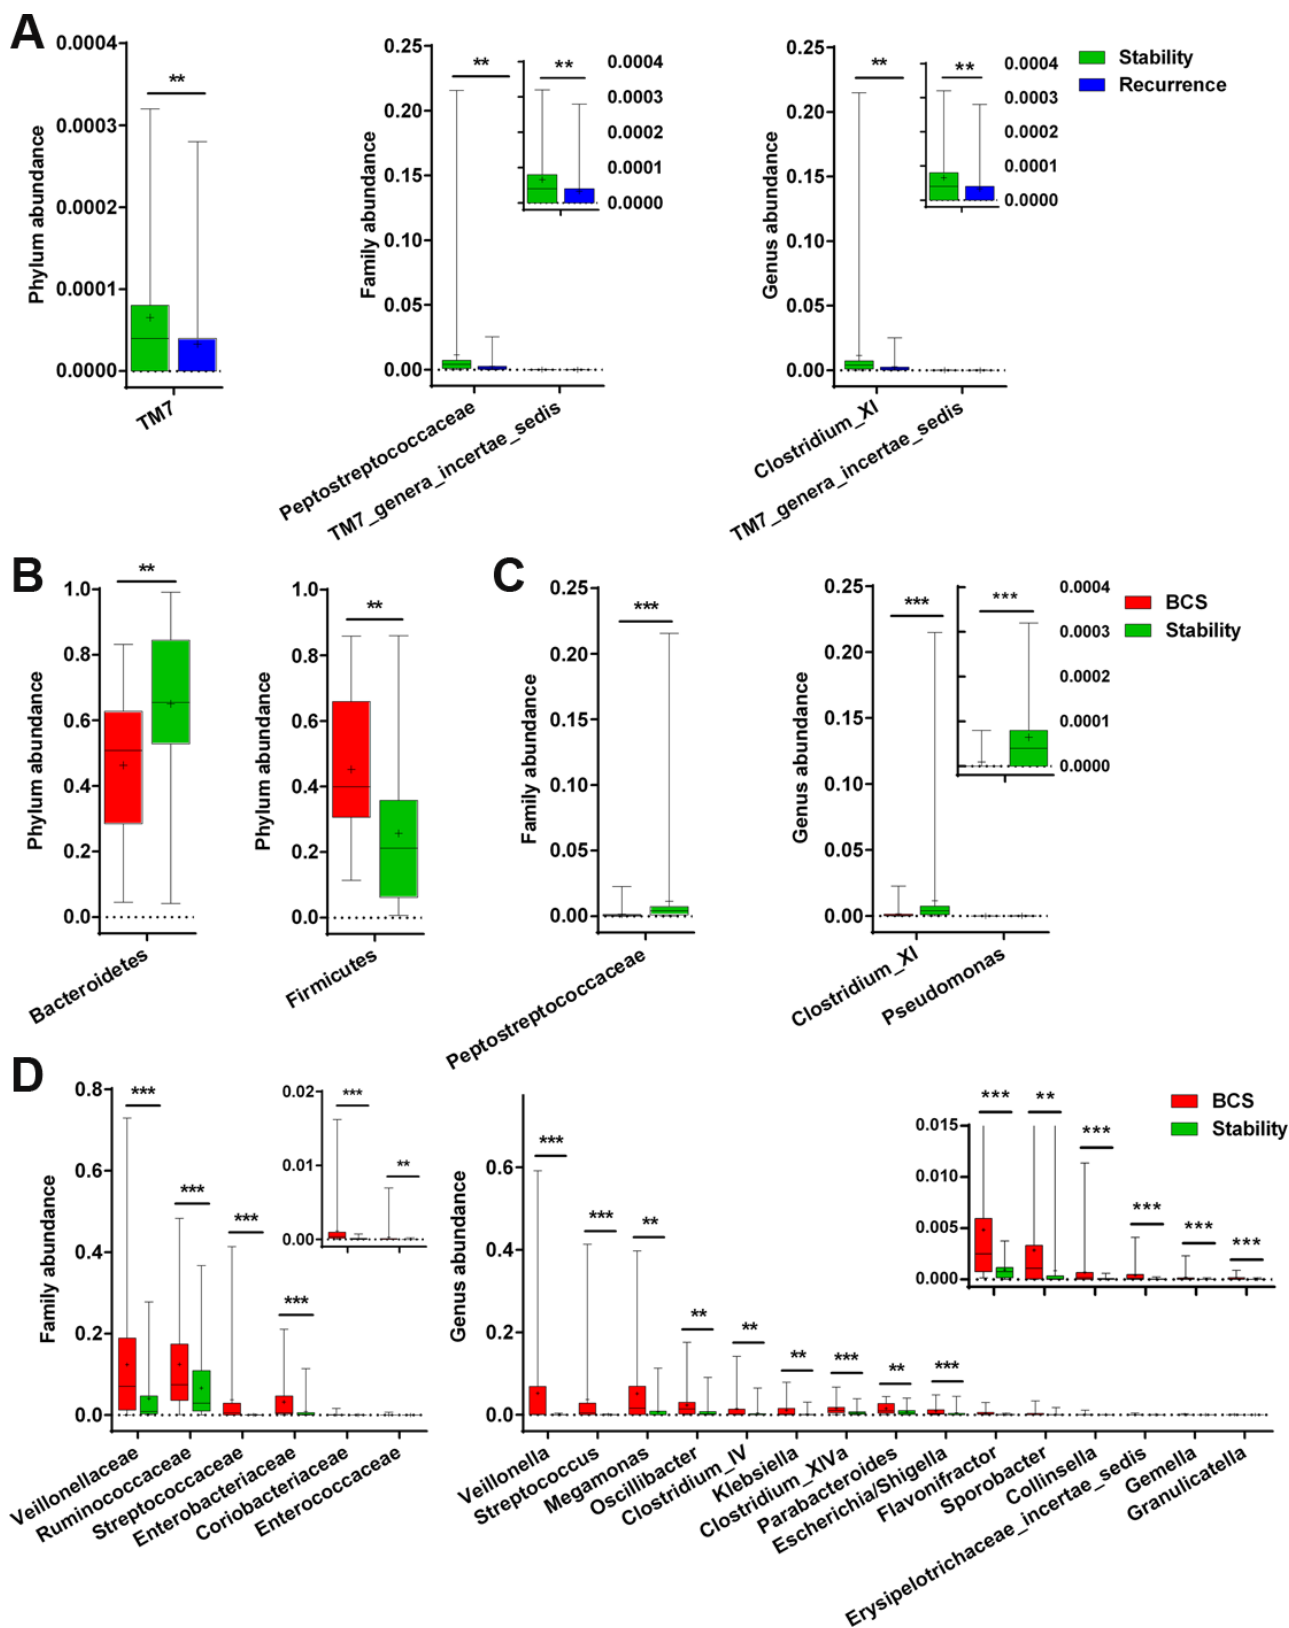 A
0.0004
0.0003
0.0002
0.0001
0.0000
Phylum abundance
**
TM7
0.25
0.20
0.15
0.10
0.05
0.00
Family abundance
**
**
0.0004
0.0003
0.0002
0.0001
0.0000
Peptostreptococcaceae
TM7_genera_incertae_sedis
0.25
0.20
0.15
0.10
0.05
0.00
Genus abundance
**
**
0.0004
0.0003
0.0002
0.0001
0.0000
Clostridium_XI
TM7_genera_incertae_sedis
Stability
Recurrence
B
1.0
0.8
0.6
0.4
0.2
0.0
Phylum abundance
**
Bacteroidetes
1.0
0.8
0.6
0.4
0.2
0.0
Phylum abundance
**
Firmicutes
C
0.25
0.20
0.15
0.10
0.05
0.00
Family abundance
***
Peptostreptococcaceae
0.25
0.20
0.15
0.10
0.05
0.00
Genus abundance
***
***
0.0004
0.0003
0.0002
0.0001
0.0000
Clostridium_XI
Pseudomonas
BCS
Stability
D
0.8
0.6
0.4
0.2
0.0
Family abundance
***
***
***
***
0.02
0.01
0.00
***
**
Veillonellaceae
Ruminococcaceae
Streptococcaceae
Enterobacteriaceae
Coriobacteriaceae
Enterococcaceae
0.6
0.4
0.2
0.0
Genus abundance
***
***
**
**
**
**
***
**
***
0.015
0.010
0.005
0.000
***
**
***
***
***
***
Veillonella
Streptococcus
Megamonas
Oscillibacter
Clostridium_IV
Klebsiella
Clostridium_XIVa
Parabacteroides
Escherichia/Shigella
Flavonifractor
Sporobacter
Collinsella
Erysipelotrichaceae_incertae_sedis
Gemella
Granulicatella
BCS
Stability